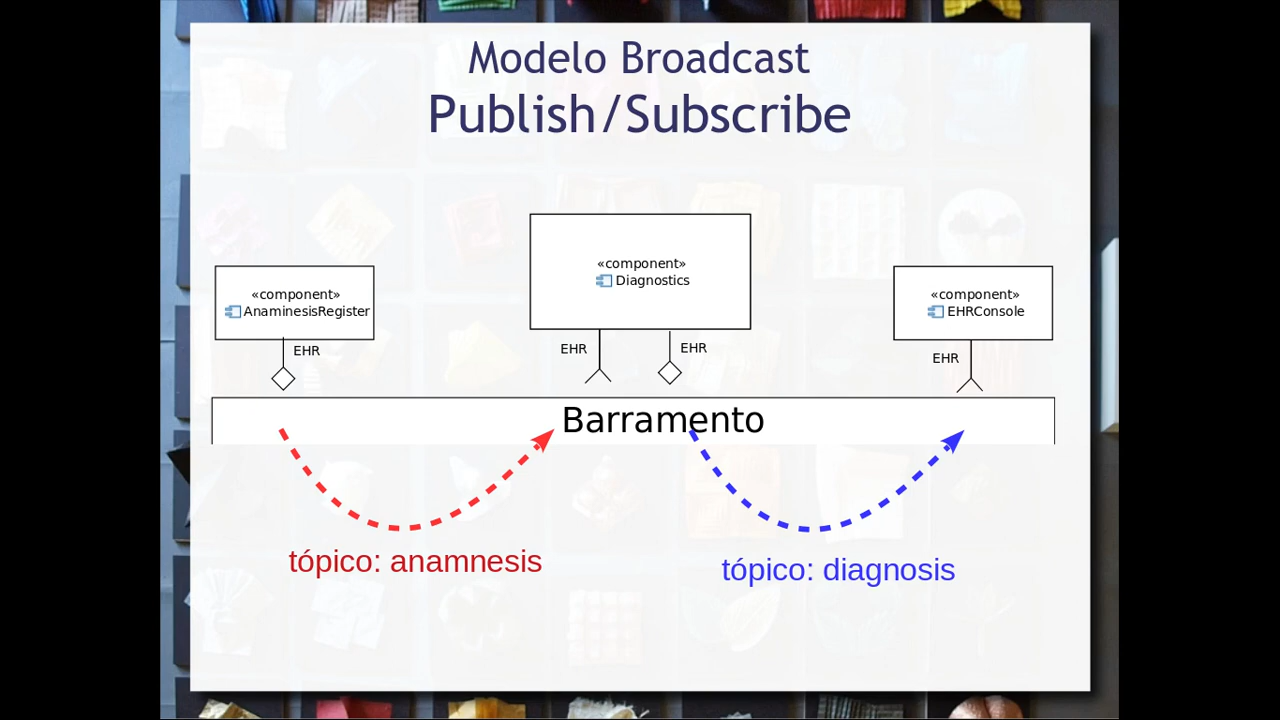 Modelo Broadcast
Publish/Subscribe
«component»
Diagnostics
«component»
AnaminesisRegister
«component»
EHRConsole
EHR
EHR
EHR
EHR
Barramento
tópico: anamnesis
tópico: diagnosis